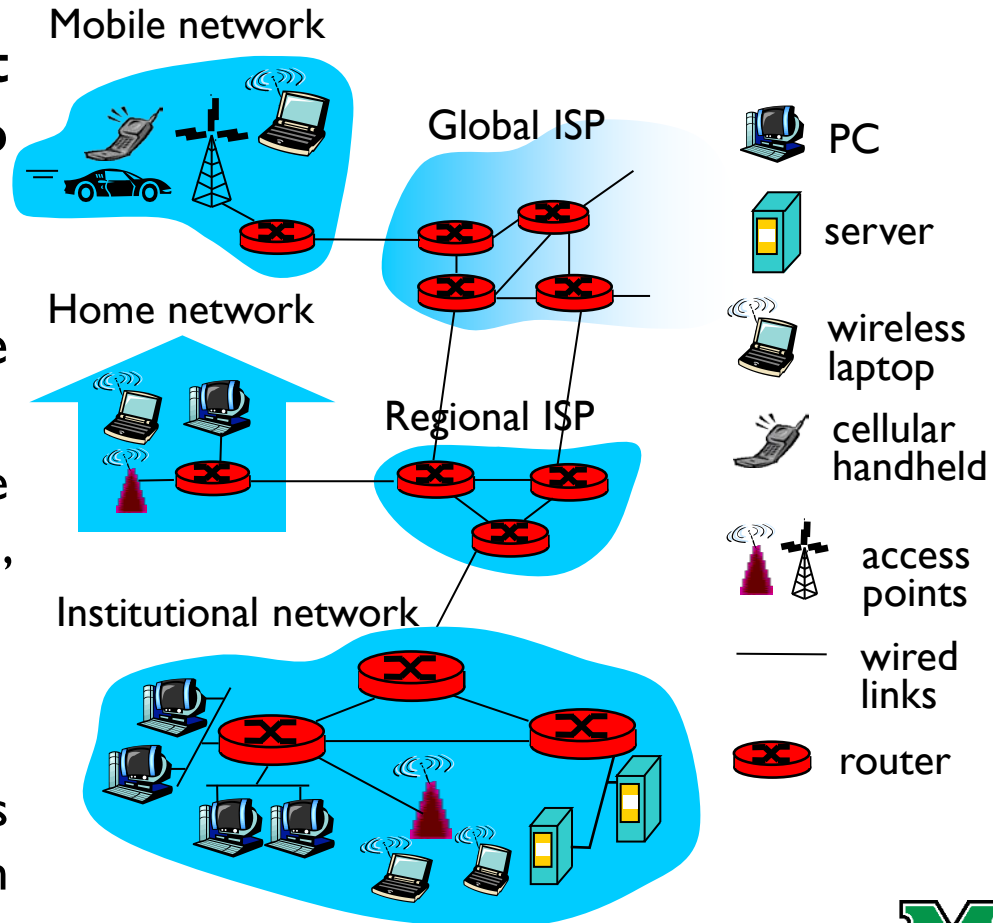 Mobile network
t
Global ISP
PC
server
Home network
e
wireless
laptop
Regional ISP
cellular
handheld
e
,
access
points
Institutional network
wired
links
router
s
n